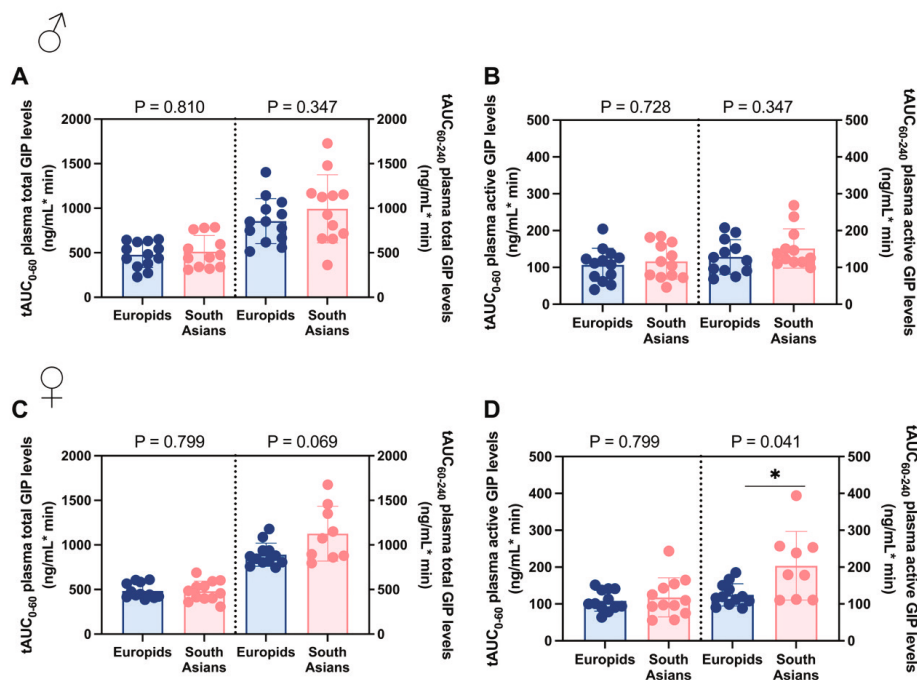 ♂
A
P = 0.810 P = 0.347
tAUC0-60 plasma total GIP levels
(ng/mL* min)
2000
1500
1000
500
0
2000
1500
1000
500
0
tAUC60-240 plasma total GIP levels
(ng/mL* min)
Europids South Europids South
Asians Asians
B
P = 0.728 P = 0.347
tAUC0-60 plasma active GIP levels
(ng/mL* min)
500
400
300
200
100
0
500
400
300
200
100
0
tAUC60-240 plasma active GIP levels
(ng/mL* min)
Europids South Europids South
Asians Asians
♀
C
P = 0.799 P = 0.069
tAUC0-60 plasma total GIP levels
(ng/mL* min)
2000
1500
1000
500
0
2000
1500
1000
500
0
tAUC60-240 plasma total GIP levels
(ng/mL* min)
Europids South Europids South
Asians Asians
D
P = 0.799 P = 0.041
*
tAUC0-60 plasma active GIP levels
(ng/mL* min)
500
400
300
200
100
0
500
400
300
200
100
0
tAUC60-240 plasma active GIP levels
(ng/mL* min)
Europids South Europids South
Asians Asians